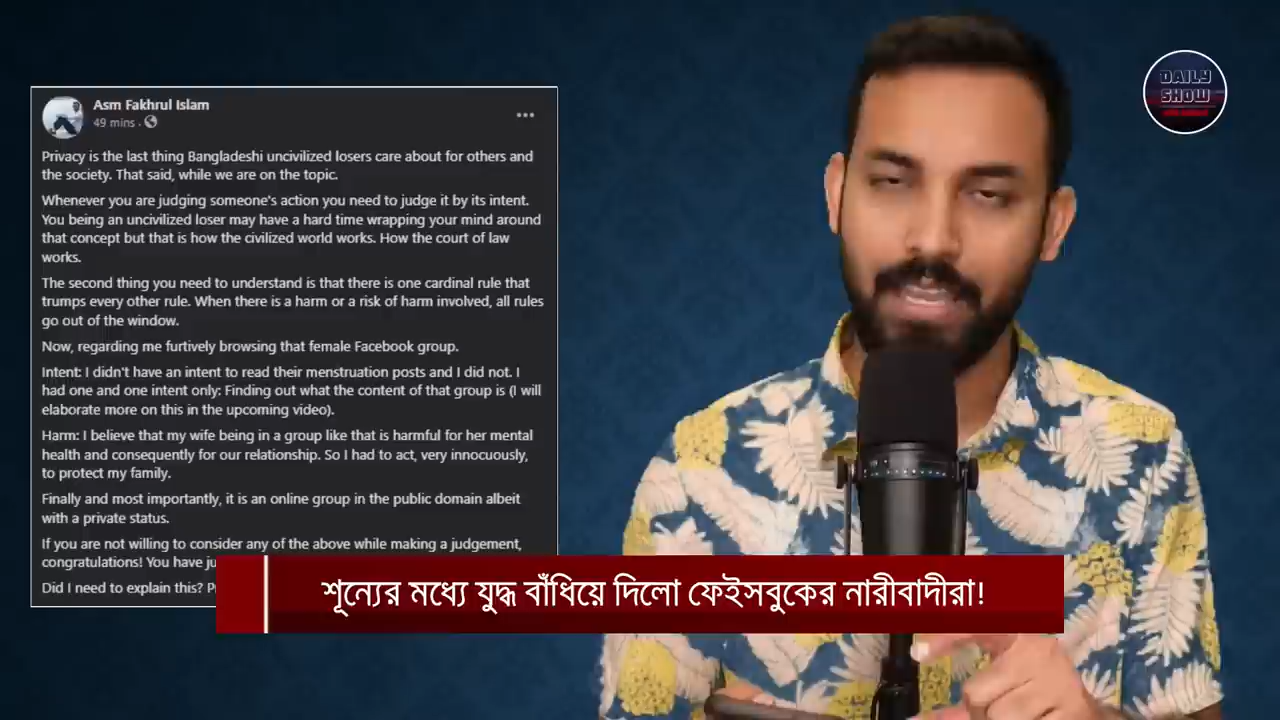 Asm Fakhrul Islam
49 mins .
Privacy is the last thing Bangladeshi uncivilized losers care about for others and
the society. That said, while we are on the topic.
Whenever you are judging someone's action you need to judge it by its intent.
You being an uncivilized loser may have a hard time wrapping your mind around
that concept but that is how the civilized world works. How the court of law
works.
The second thing you need to understand is that there is one cardinal rule that
trumps every other rule. When there is a harm or a risk of harm involved, all rules
go out of the window.
Now, regarding me furtively browsing that female Facebook group.
Intent: I didn't have an intent to read their menstruation posts and I did not. I
had one and one intent only: Finding out what the content of that group is (I will
elaborate more on this in the upcoming video).
Harm: I believe that my wife being in a group like that is harmful for her mental
health and consequently for our relationship. So I had to act, very innocuously,
to protect my family.
Finally and most importantly, it is an online group in the public domain albeit
with a private status.
If you are not willing to consider any of the above while making a judgement,
congratulations! You have
Did I need to explain this?
শূন্যের মধ্যে যুদ্ধ বাঁধিয়ে দিলো ফেইসবুকের নারীবাদীরা!
DAILY
SHOW